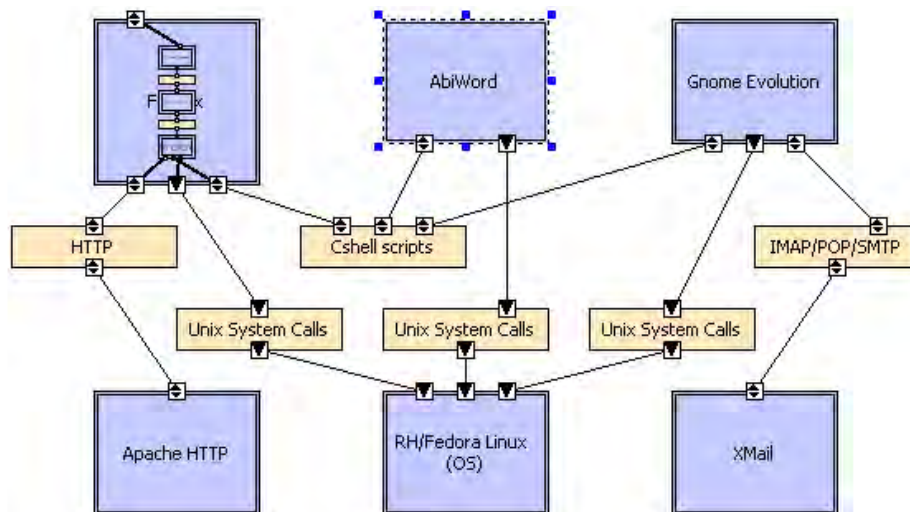 AbiWord
Gnome Evolution
HTTP
Cshell scripts
IMAP/POP/SMTP
Unix System Calls
Unix System Calls
Unix System Calls
Apache HTTP
RH/Fedora Linux
(OS)
XMail